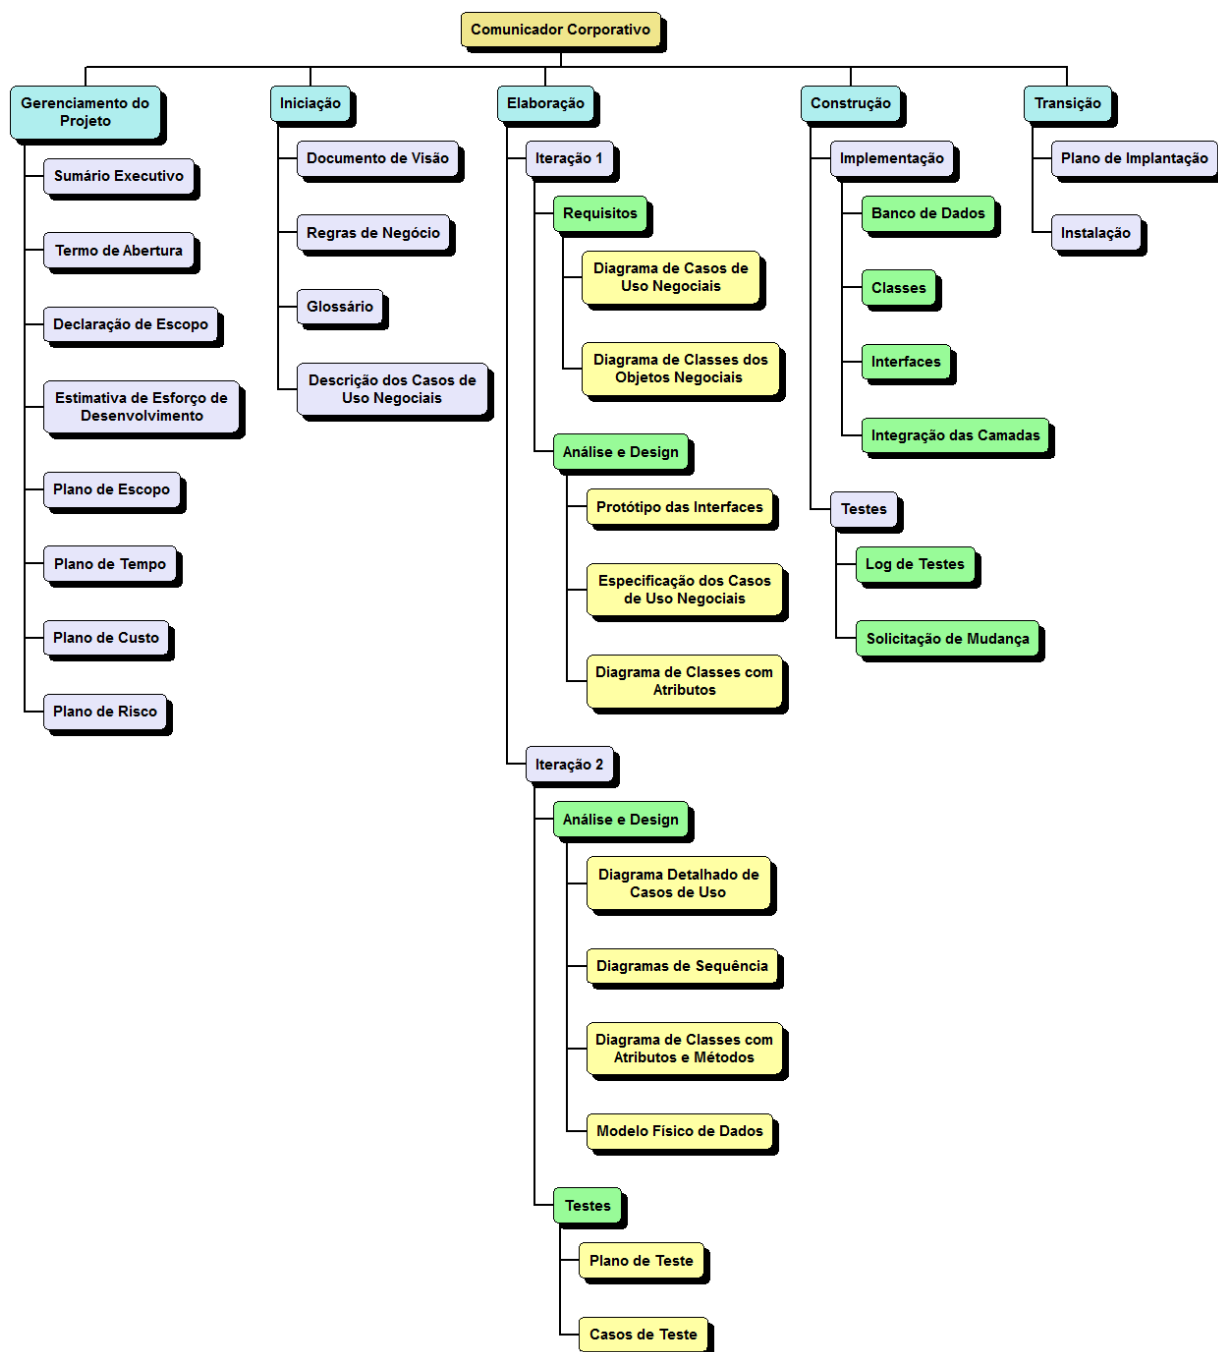 Comunicador Corporativo
Gerenciamento do
Projeto
Sumário Executivo
Termo de Abertura
Declaração de Escopo
Estimativa de Esforço de
Desenvolvimento
Plano de Escopo
Plano de Tempo
Plano de Custo
Plano de Risco
Iniciação
Documento de Visão
Regras de Negócio
Glossário
Descrição dos Casos de
Uso Negociais
Elaboração
Iteração 1
Requisitos
Diagrama de Casos de
Uso Negociais
Diagrama de Classes dos
Objetos Negociais
Análise e Design
Protótipo das Interfaces
Especificação dos Casos
de Uso Negociais
Diagrama de Classes com
Atributos
Iteração 2
Análise e Design
Diagrama Detalhado de
Casos de Uso
Diagramas de Sequência
Diagrama de Classes com
Atributos e Métodos
Modelo Físico de Dados
Testes
Plano de Teste
Casos de Teste
Construção
Implementação
Banco de Dados
Classes
Interfaces
Integração das Camadas
Testes
Log de Testes
Solicitação de Mudança
Transição
Plano de Implantação
Instalação